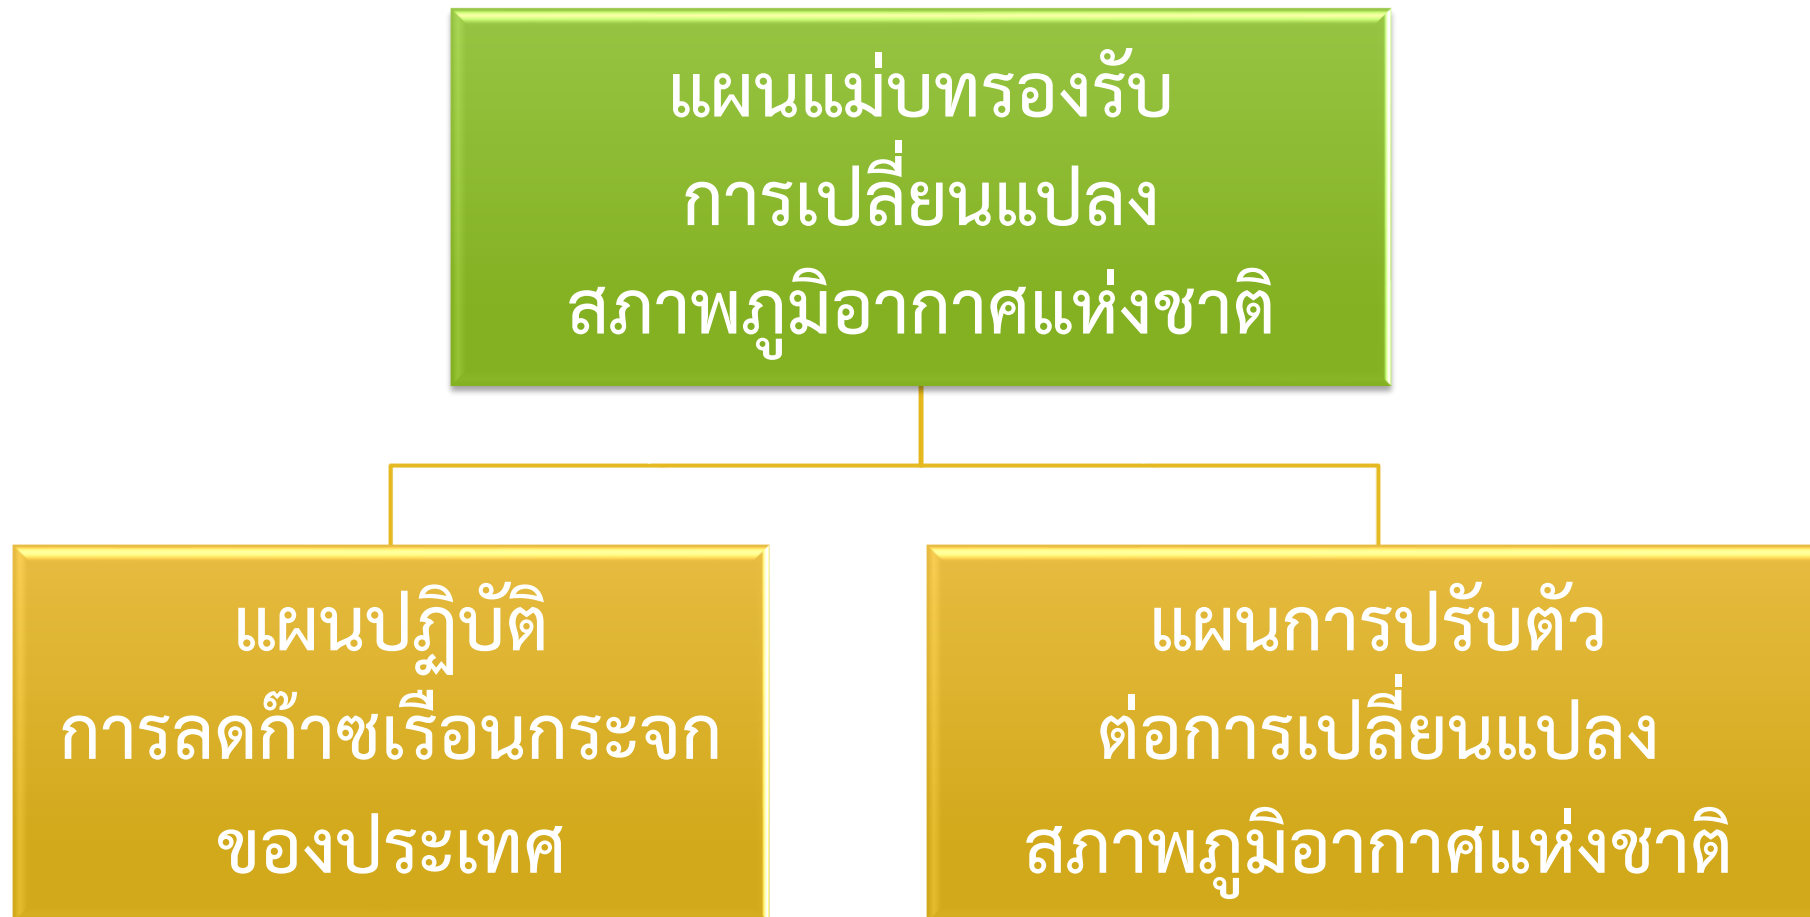 แผนแม่บทรองรับ
การเปลี่ยนแปลง
สภาพภูมิอากาศแห่งชาติ
แผนปฏิบัติ
การลดก๊าซเรือนกระจก
ของประเทศ
แผนการปรับตัว
ต่อการเปลี่ยนแปลง
สภาพภูมิอากาศแห่งชาติ